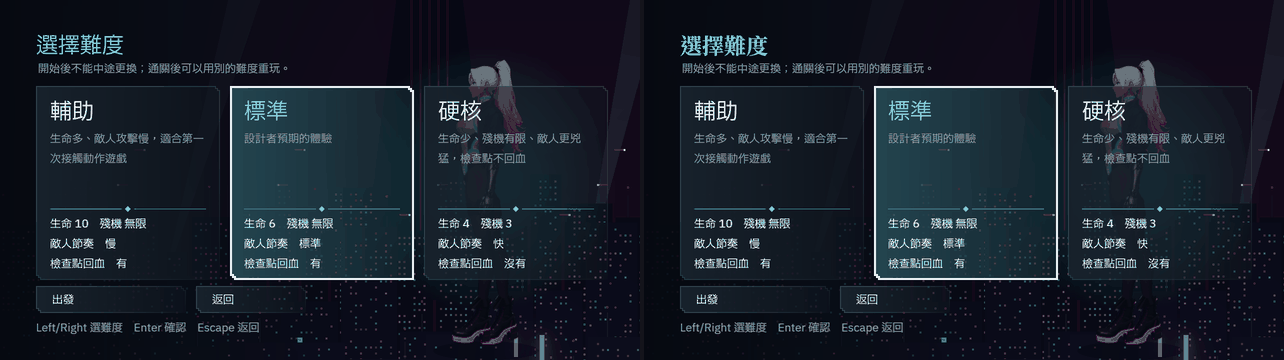 選擇難度
開始後不能中途更換；通關後可以用別的難度重玩。
輔助
生命多、敵人攻擊慢，適合第一
次接觸動作遊戲
生命 10 殘機 無限
敵人節奏 慢
檢查點回血 有
標準
設計者預期的體驗
生命 6 殘機 無限
敵人節奏 標準
檢查點回血 有
硬核
生命少、殘機有限、敵人更兇
猛，檢查點不回血
生命 4 殘機 3
敵人節奏 快
檢查點回血 沒有
出發
返回
Left/Right 選難度 Enter 確認 Escape 返回
選擇難度
開始後不能中途更換；通關後可以用別的難度重玩。
輔助
生命多、敵人攻擊慢，適合第一
次接觸動作遊戲
生命 10 殘機 無限
敵人節奏 慢
檢查點回血 有
標準
設計者預期的體驗
生命 6 殘機 無限
敵人節奏 標準
檢查點回血 有
硬核
生命少、殘機有限、敵人更兇
猛，檢查點不回血
生命 4 殘機 3
敵人節奏 快
檢查點回血 沒有
出發
返回
Left/Right 選難度 Enter 確認 Escape 返回